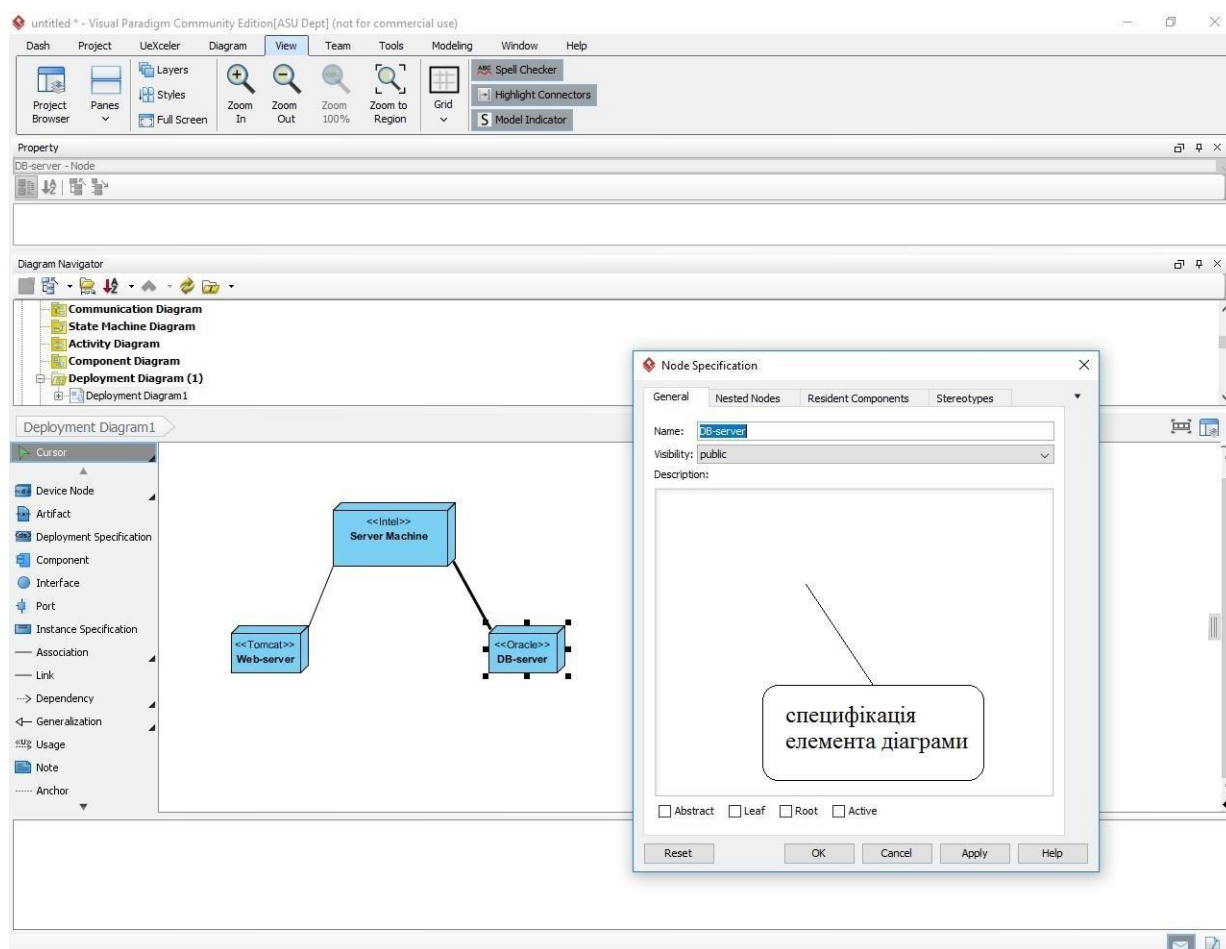 untitled * - Visual Paradigm Community Edition[ASU Dept] (not for commercial use)
Dash Project UeXceler Diagram View Team Tools Modeling Window Help
Project Browser
Panes
Layers
Styles
Full Screen
Zoom In
Zoom Out
Zoom 100%
Zoom to Region
Grid
ABC Spell Checker
Highlight Connectors
S Model Indicator
Property
DB-server - Node
Diagram Navigator
Communication Diagram
State Machine Diagram
Activity Diagram
Component Diagram
Deployment Diagram (1)
Deployment Diagram1
Deployment Diagram1
Cursor
Device Node
Artifact
Deployment Specification
Component
Interface
Port
Instance Specification
Association
Link
Dependency
Generalization
Usage
Note
Anchor
<<Intel>>
Server Machine
<<Tomcat>>
Web-server
<<Oracle>>
DB-server
Node Specification
General Nested Nodes Resident Components Stereotypes
Name: DB-server
Visibility: public
Description:
специфікація
елемента діаграми
Abstract Leaf Root Active
Reset OK Cancel Apply Help